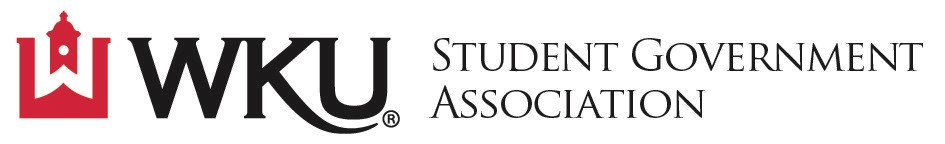 WKU® STUDENT GOVERNMENT
ASSOCIATION